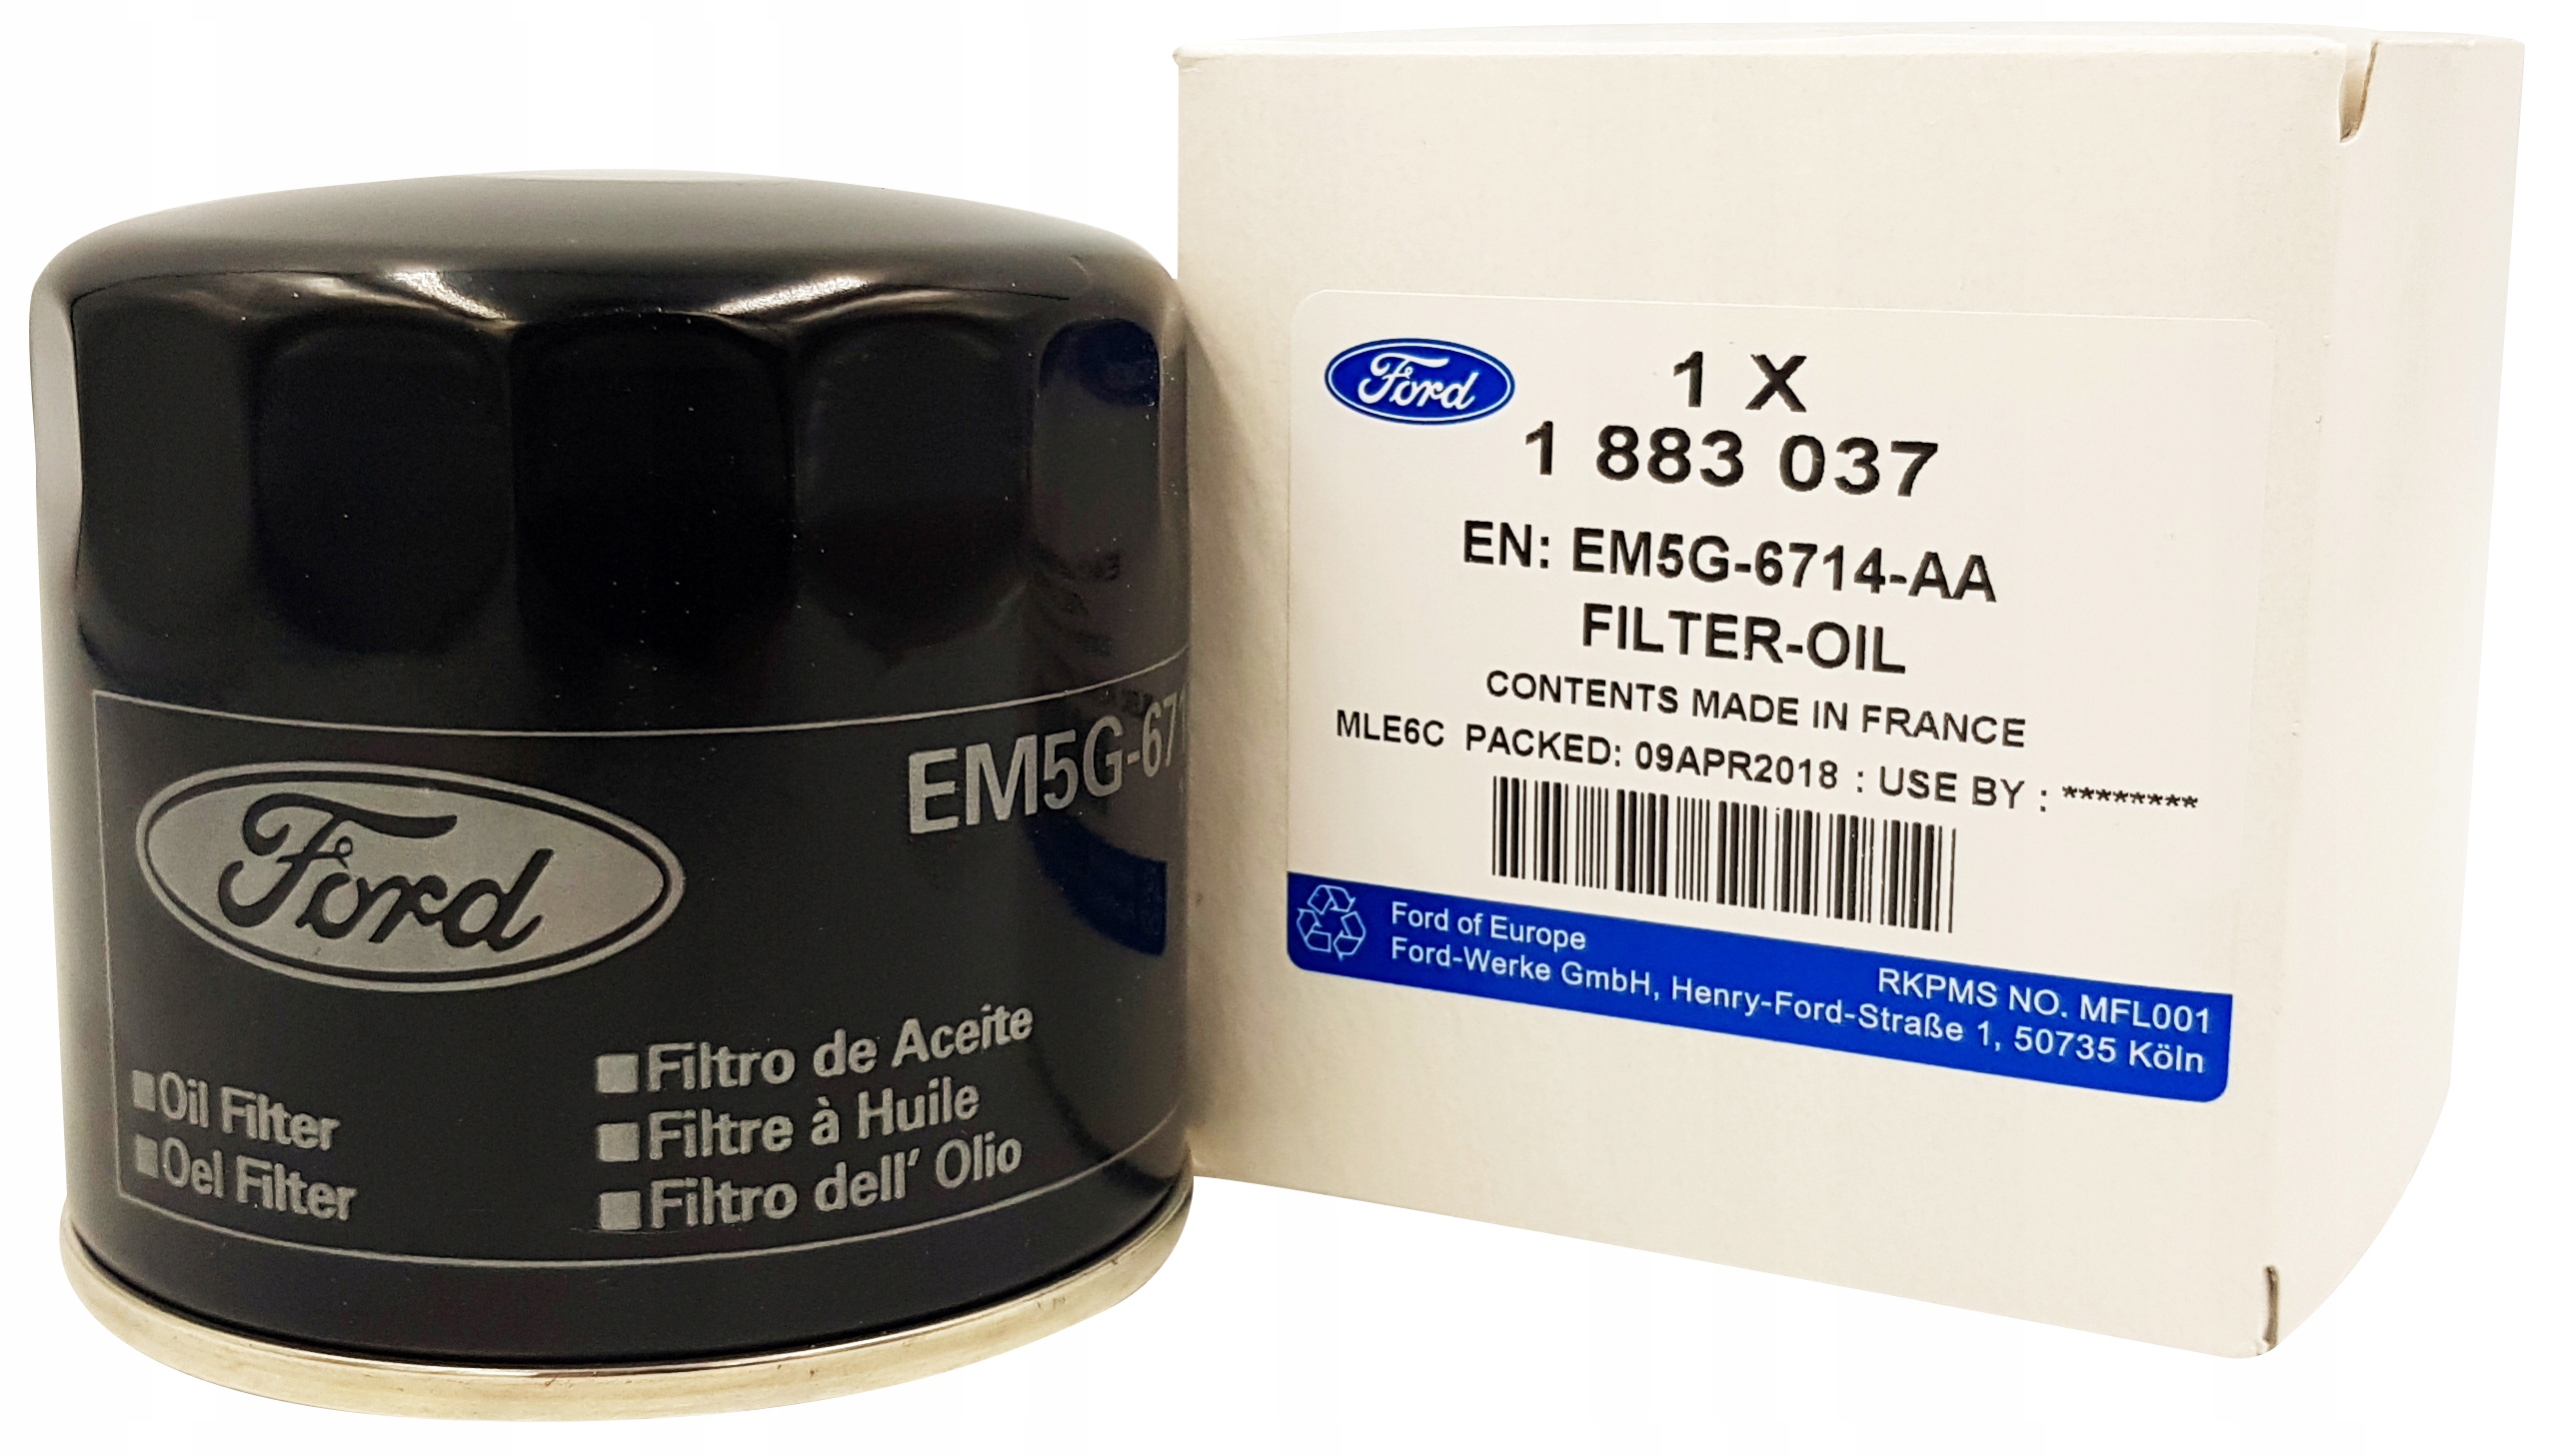 Ford
EM5G-671
Oil Filter
Oel Filter
Filtro de Aceite
Filtre à Huile
Filtro dell' Olio
Ford
1 X
1 883 037
EN: EM5G-6714-AA
FILTER-OIL
CONTENTS MADE IN FRANCE
MLE6C PACKED: 09APR2018 : USE BY : ********
Ford of Europe
RKPMS NO. MFL001
Ford-Werke GmbH, Henry-Ford-Straße 1, 50735 Köln